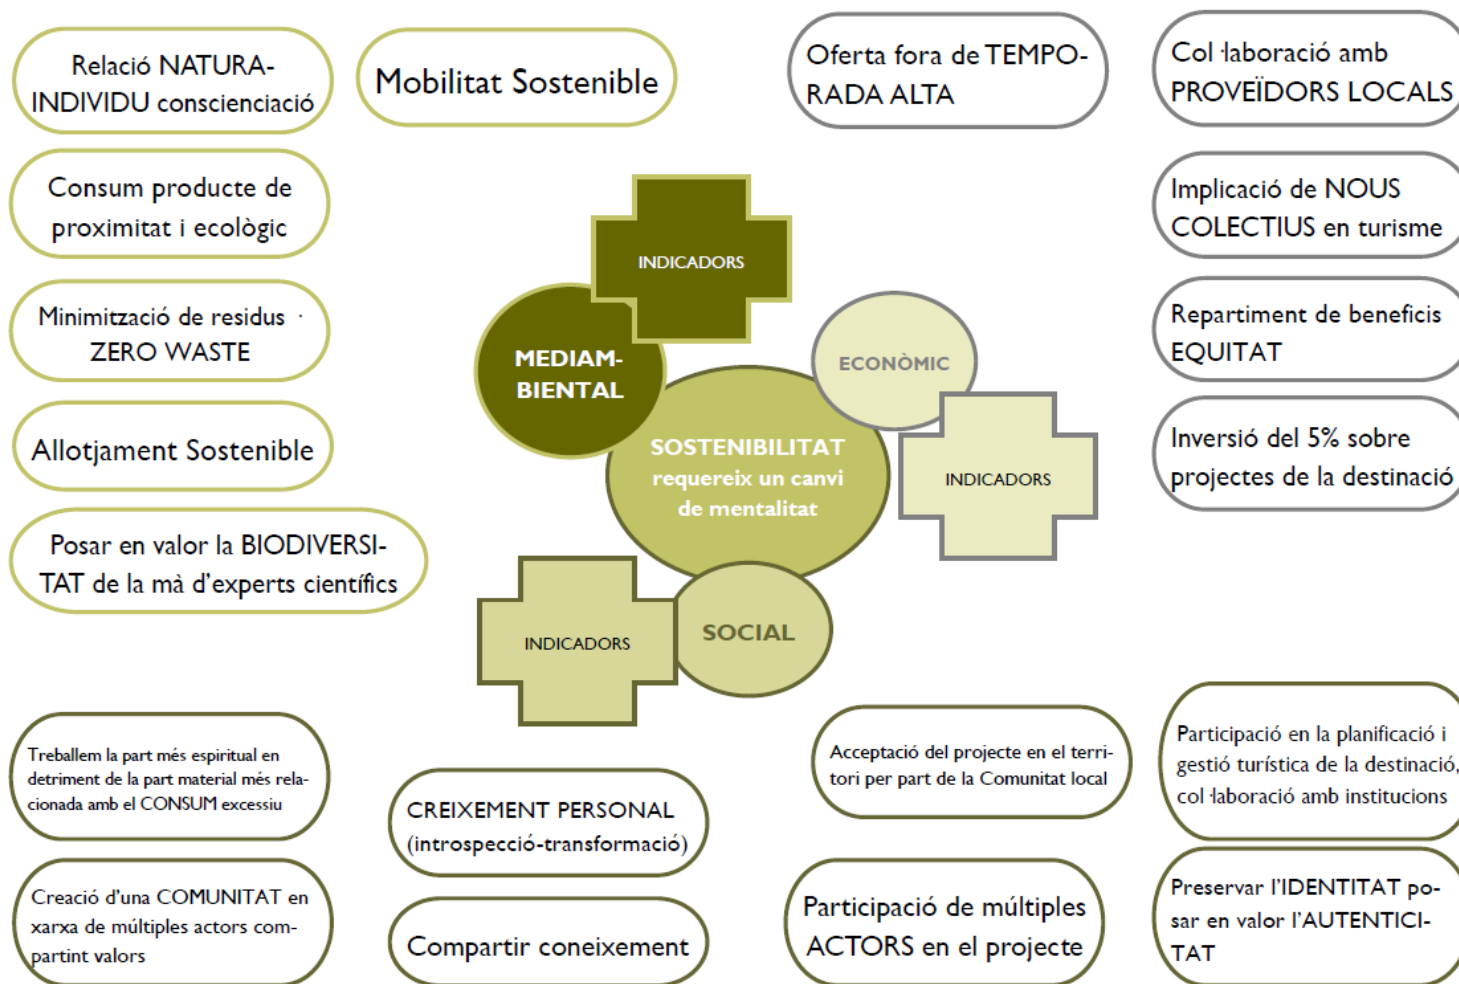 Relació NATURA-
INDIVIDU conscienciació
Mobilitat Sostenible
Oferta fora de TEMPO-
RADA ALTA
Col·laboració amb
PROVEÏDORS LOCALS
Consum producte de
proximitat i ecològic
Implicació de NOUS
COLECTIUS en turisme
INDICADORS
Minimització de residus ·
ZERO WASTE
Repartiment de beneficis
EQUITAT
MEDIAM-
BIENTAL
ECONÒMIC
Allotjament Sostenible
SOSTENIBILITAT
requereix un canvi
de mentalitat
INDICADORS
Inversió del 5% sobre
projectes de la destinació
Posar en valor la BIODIVERSI-
TAT de la mà d'experts científics
INDICADORS
SOCIAL
Treballem la part més espiritual en
detriment de la part material més rela-
cionada amb el CONSUM excessiu
CREIXEMENT PERSONAL
(introspecció-transformació)
Acceptació del projecte en el terri-
tori per part de la Comunitat local
Participació en la planificació i
gestió turística de la destinació,
col·laboració amb institucions
Creació d'una COMUNITAT en
xarxa de múltiples actors com-
partint valors
Compartir coneixement
Participació de múltiples
ACTORS en el projecte
Preservar l'IDENTITAT po-
sar en valor l'AUTENTICI-
TAT